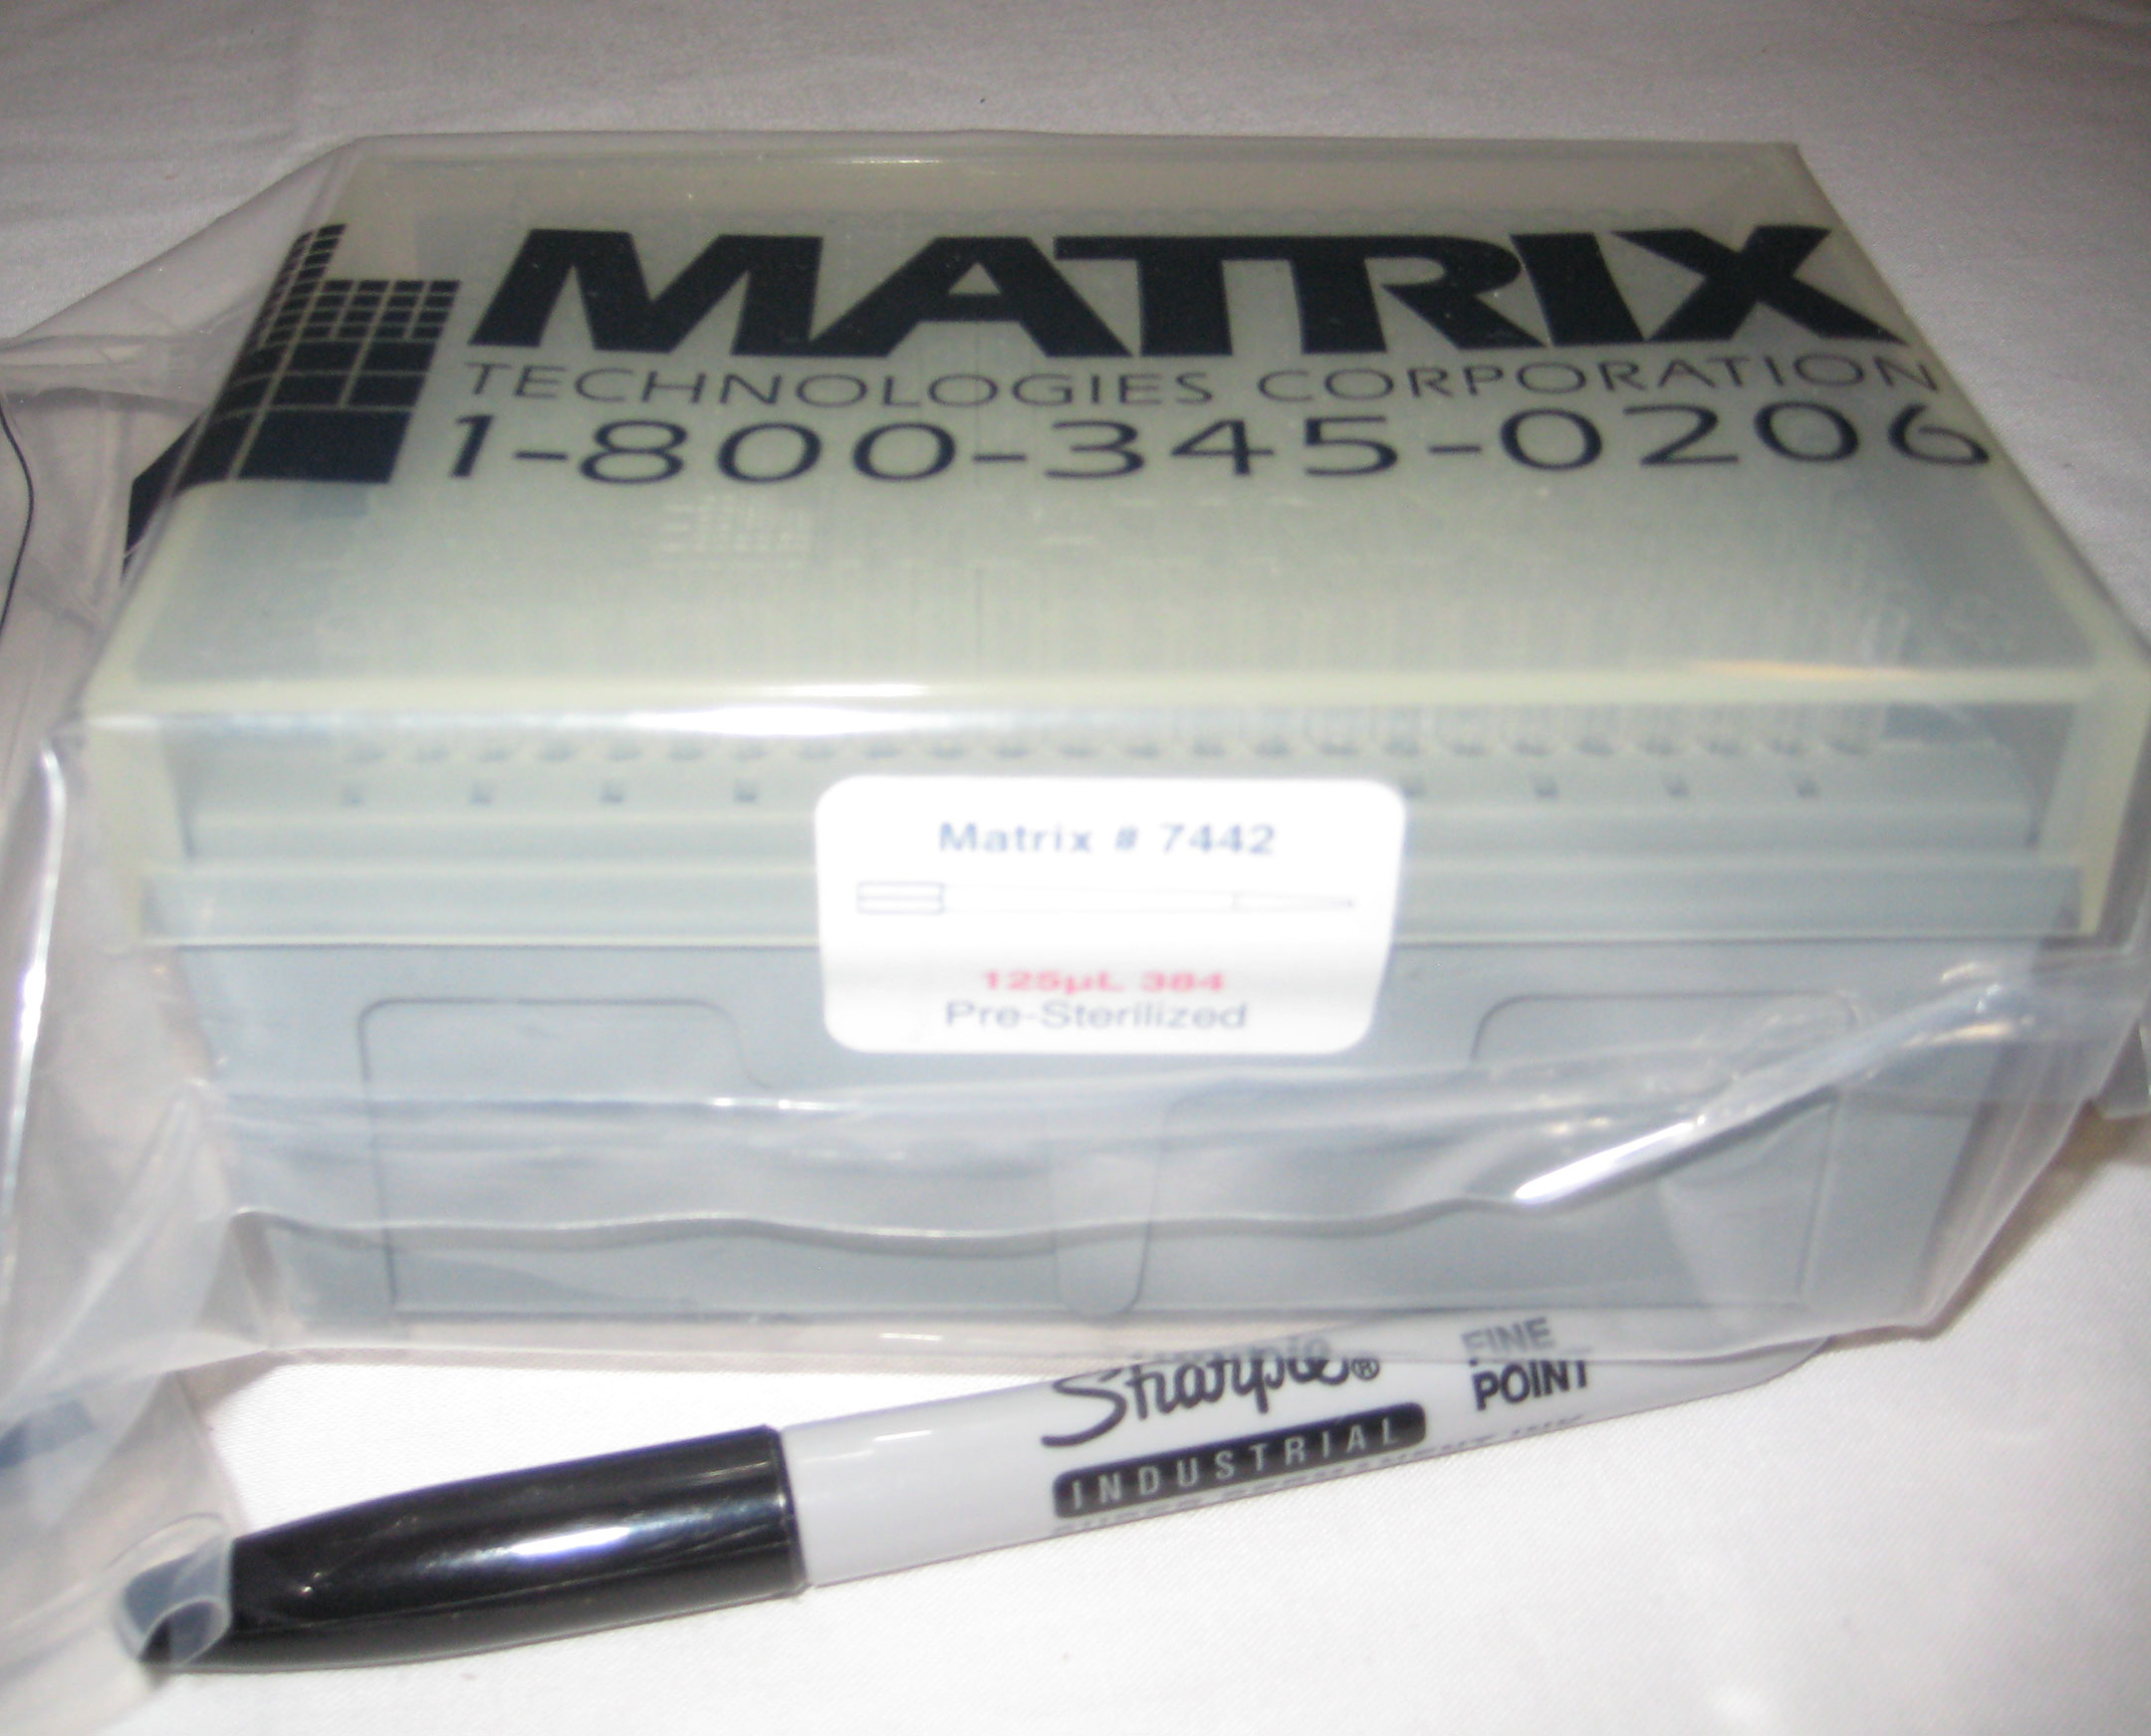 MATRIX
TECHNOLOGIES CORPORATION
1-800-345-0206
Matrix # 7442
125µL 384
Pre-Sterilized
Sharpie®
FINE
POINT
INDUSTRIAL